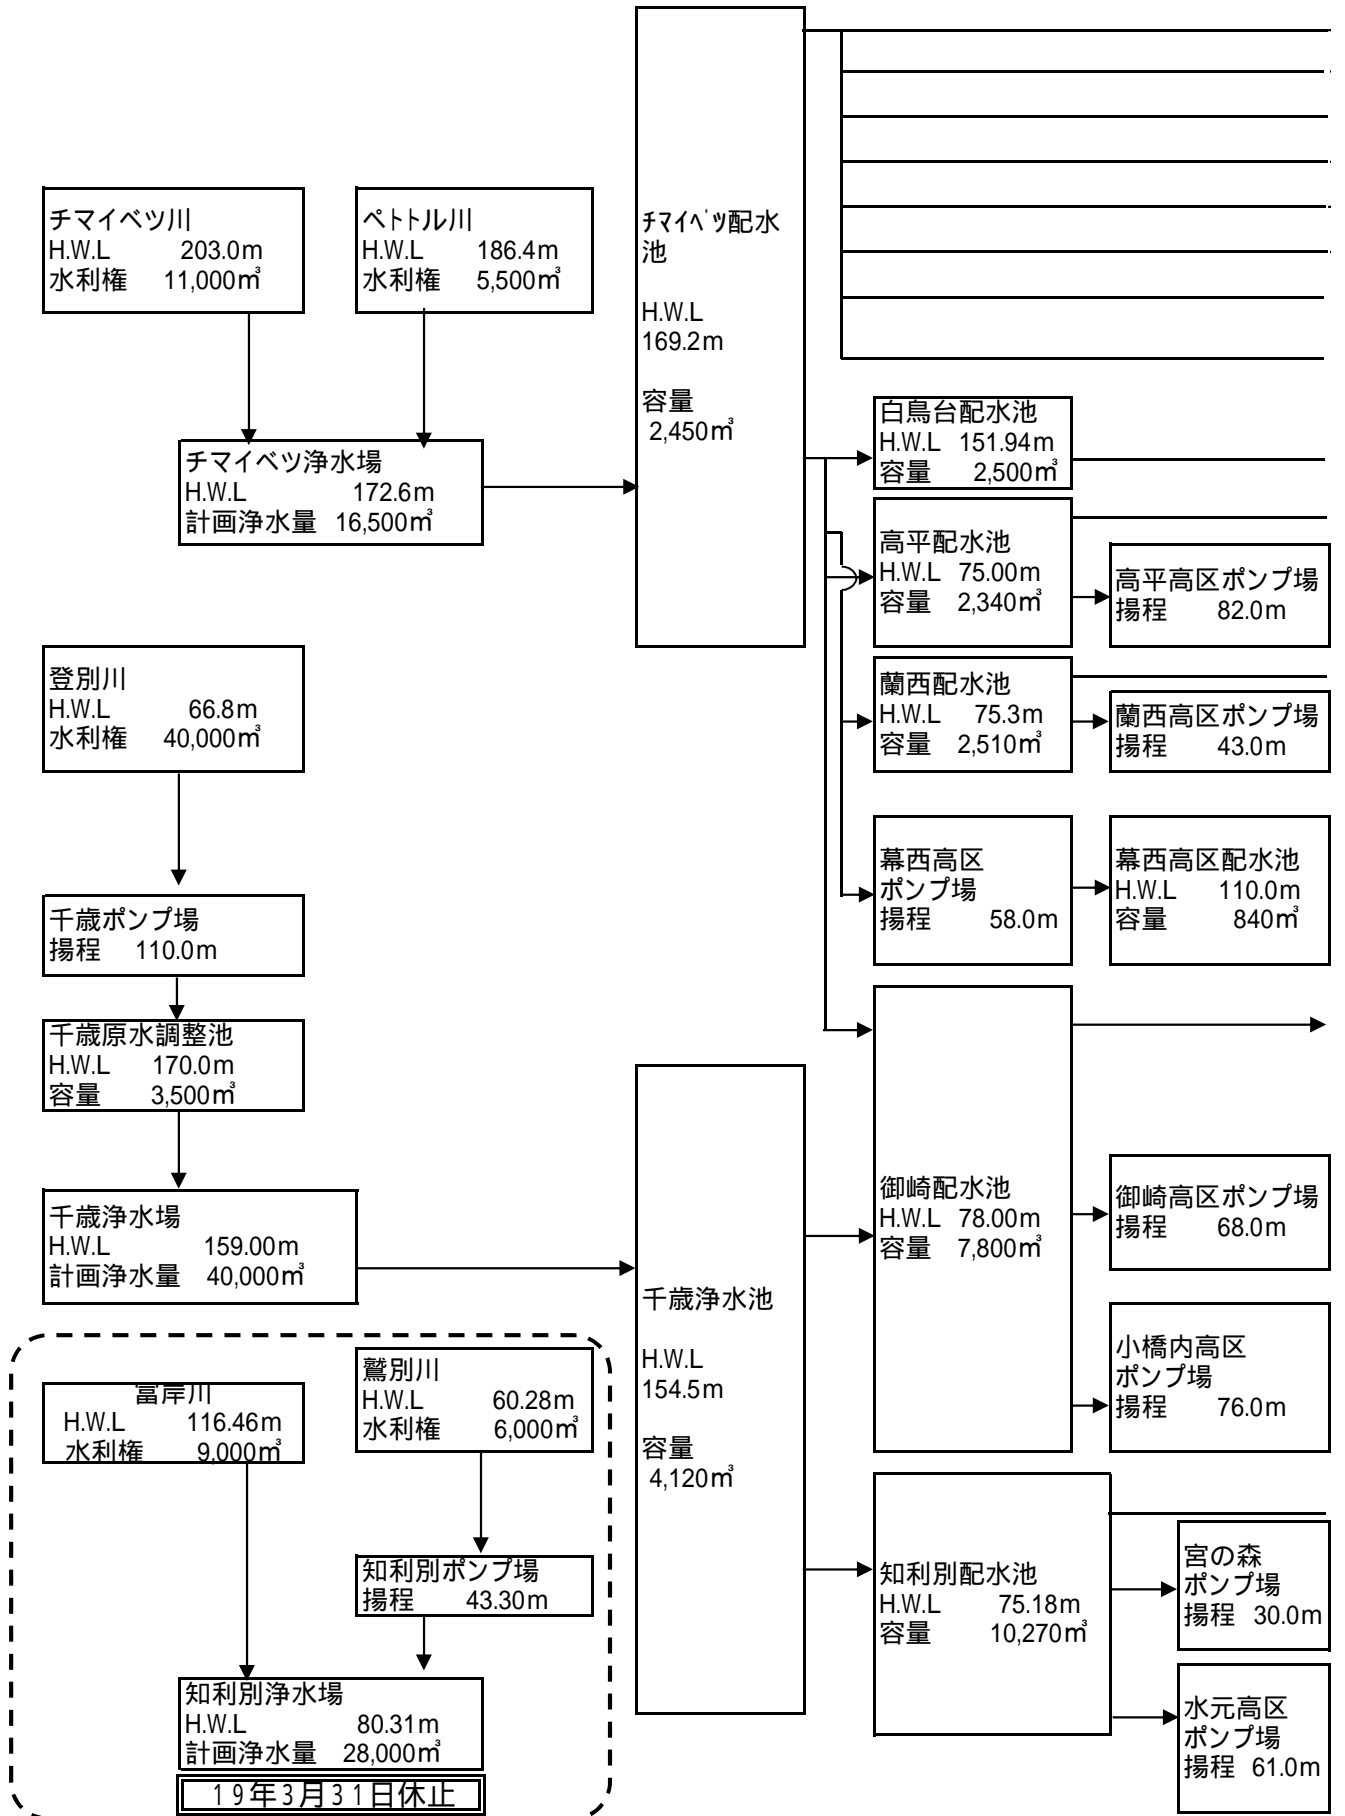 チマイベツ川
H.W.L 203.0m
水利権 11,000㎥
ペトトル川
H.W.L 186.4m
水利権 5,500㎥
チマイベツ浄水場
H.W.L 172.6m
計画浄水量 16,500㎥
ﾁﾏｲﾍﾞﾂ配水
池
H.W.L
169.2m
容量
2,450㎥
白鳥台配水池
H.W.L 151.94m
容量 2,500㎥
高平配水池
H.W.L 75.00m
容量 2,340㎥
高平高区ポンプ場
揚程 82.0m
蘭西配水池
H.W.L 75.3m
容量 2,510㎥
蘭西高区ポンプ場
揚程 43.0m
幕西高区
ポンプ場
揚程 58.0m
幕西高区配水池
H.W.L 110.0m
容量 840㎥
登別川
H.W.L 66.8m
水利権 40,000㎥
千歳ポンプ場
揚程 110.0m
千歳原水調整池
H.W.L 170.0m
容量 3,500㎥
千歳浄水場
H.W.L 159.00m
計画浄水量 40,000㎥
千歳浄水池
H.W.L
154.5m
容量
4,120㎥
御崎配水池
H.W.L 78.00m
容量 7,800㎥
御崎高区ポンプ場
揚程 68.0m
小橋内高区
ポンプ場
揚程 76.0m
知利別配水池
H.W.L 75.18m
容量 10,270㎥
宮の森
ポンプ場
揚程 30.0m
水元高区
ポンプ場
揚程 61.0m
富岸川
H.W.L 116.46m
水利権 9,000㎥
鷲別川
H.W.L 60.28m
水利権 6,000㎥
知利別ポンプ場
揚程 43.30m
知利別浄水場
H.W.L 80.31m
計画浄水量 28,000㎥
１９年３月３１日休止